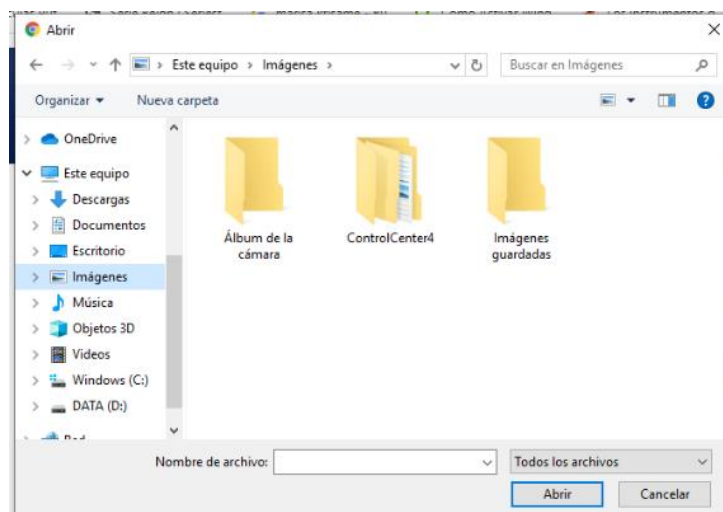 Abrir
Este equipo > Imágenes >
Buscar en Imágenes
Organizar
Nueva carpeta
OneDrive
Este equipo
Descargas
Documentos
Escritorio
Imágenes
Música
Objetos 3D
Videos
Windows (C:)
DATA (D:)
Álbum de la
cámara
ControlCenter4
Imágenes
guardadas
Nombre de archivo:
Todos los archivos
Abrir
Cancelar